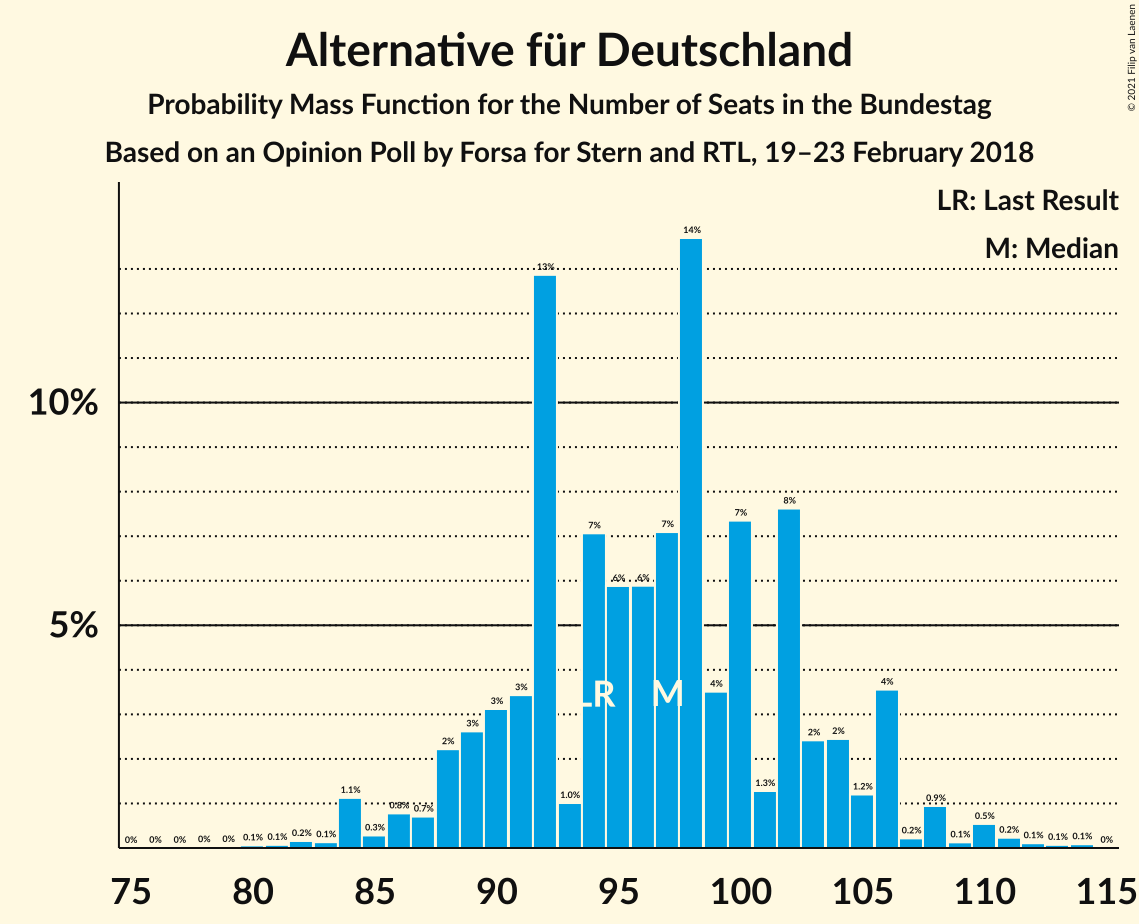 Alternative für Deutschland
Probability Mass Function for the Number of Seats in the Bundestag
Based on an Opinion Poll by Forsa for Stern and RTL, 19–23 February 2018
© 2021 Filip van Laenen
LR: Last Result
M: Median
10%
5%
0% 0% 0% 0% 0% 0.1% 0.1% 0.2% 0.1% 1.1% 0.3% 0.8% 0.7% 2% 3% 3% 3% 13% 1.0% 7% 6% 6% 7% 14% 4% 7% 1.3% 8% 2% 2% 1.2% 4% 0.2% 0.9% 0.1% 0.5% 0.2% 0.1% 0.1% 0.1% 0%
LR M
75 80 85 90 95 100 105 110 115